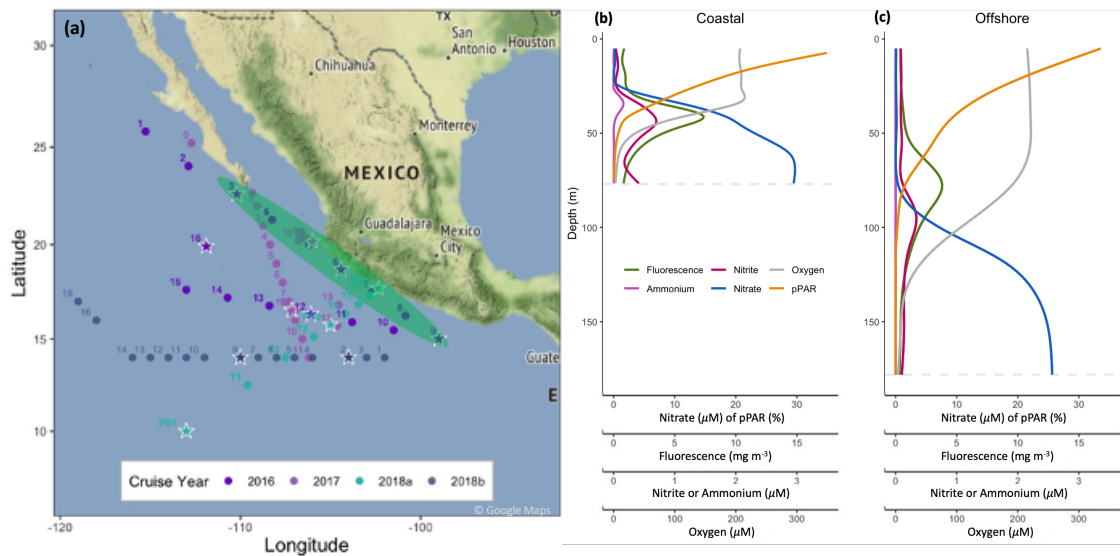 (a)
TX
San
Antonio
Houston
Chihuahua
Monterrey
MEXICO
Guadalajara
Mexico
City
Guate
E
30
25
20
15
10
Latitude
-120
-110
-100
Longitude
1
0
2
3
16
15
14
13
12
11
10
18
16
14 13 12 11 10 9 7
2 3 1
T1
PS1
Cruise Year 2016 2017 2018a 2018b
© Google Maps
(b) Coastal
0
50
100
150
Depth (m)
Fluorescence Nitrite Oxygen
Ammonium Nitrate pPAR
0 10 20 30
Nitrate (μM) of pPAR (%)
0 5 10 15
Fluorescence (mg m-3)
0 1 2 3
Nitrite or Ammonium (μM)
0 100 200 300
Oxygen (μM)
(c) Offshore
0
50
100
150
0 10 20 30
Nitrate (μM) of pPAR (%)
0 5 10 15
Fluorescence (mg m-3)
0 1 2 3
Nitrite or Ammonium (μM)
0 100 200 300
Oxygen (μM)